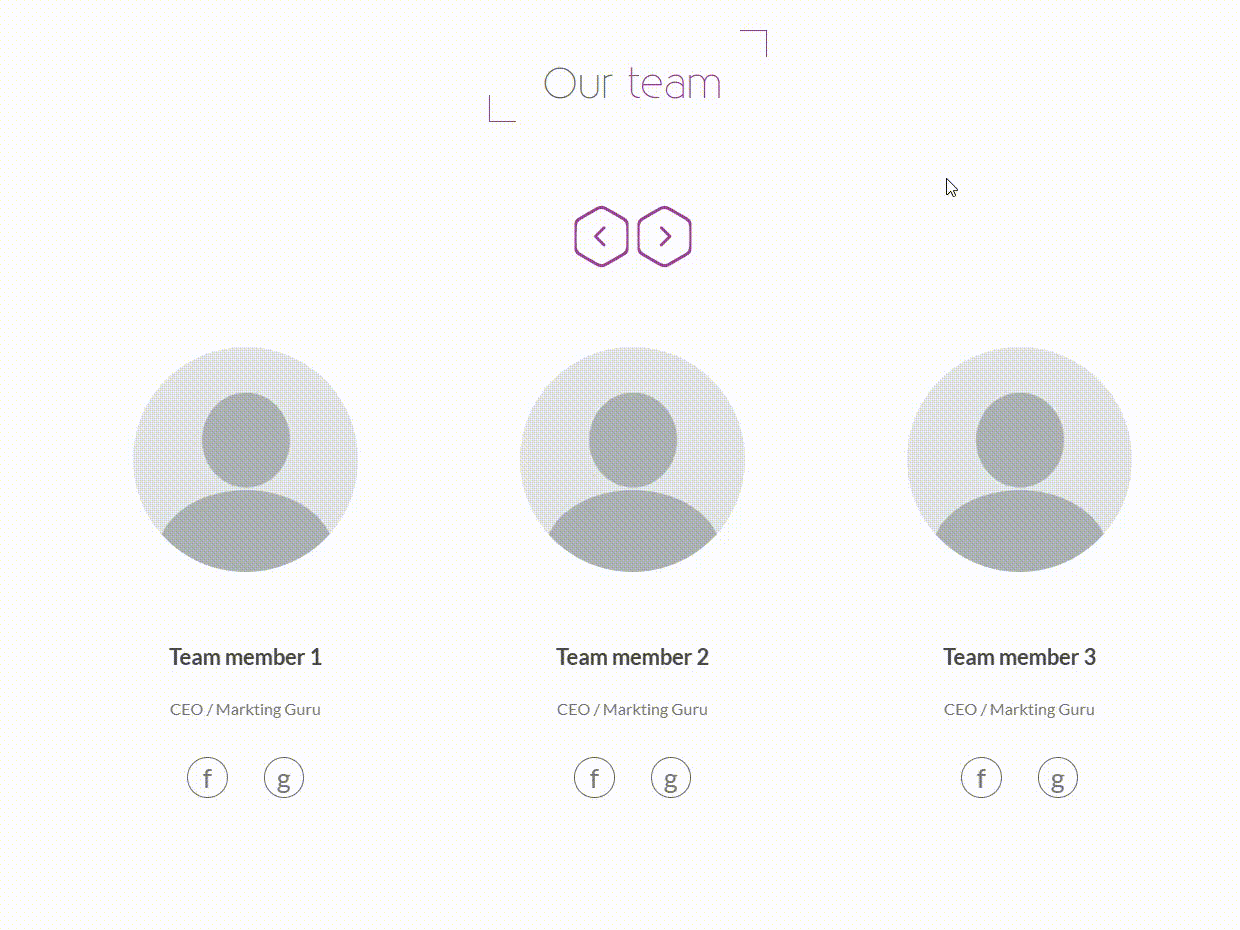 Our team
Team member 1 Team member 2 Team member 3
CEO / Markting Guru CEO / Markting Guru CEO / Markting Guru
f g f g f g